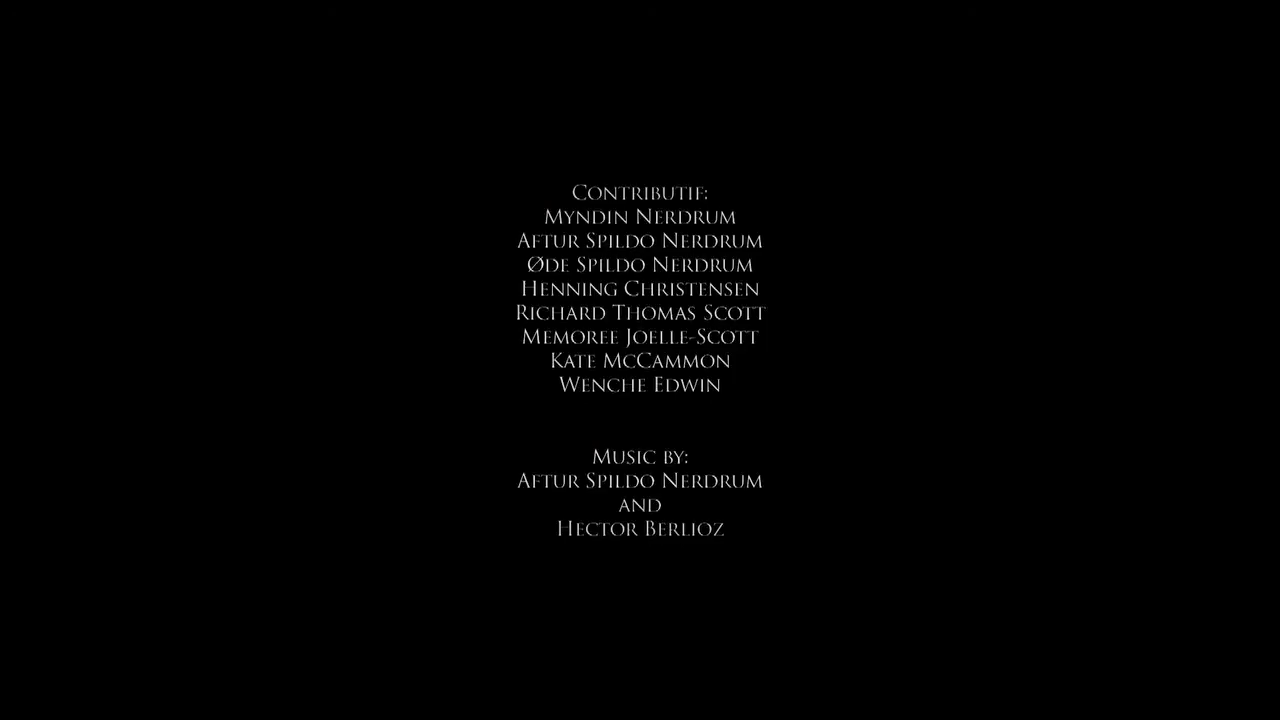 Contributif:
Myndin Nerdrum
Aftur Spildo Nerdrum
Øde Spildo Nerdrum
Henning Christensen
Richard Thomas Scott
Memoree Joelle-Scott
Kate McCammon
Wenche Edwin
Music by:
Aftur Spildo Nerdrum
and
Hector Berlioz